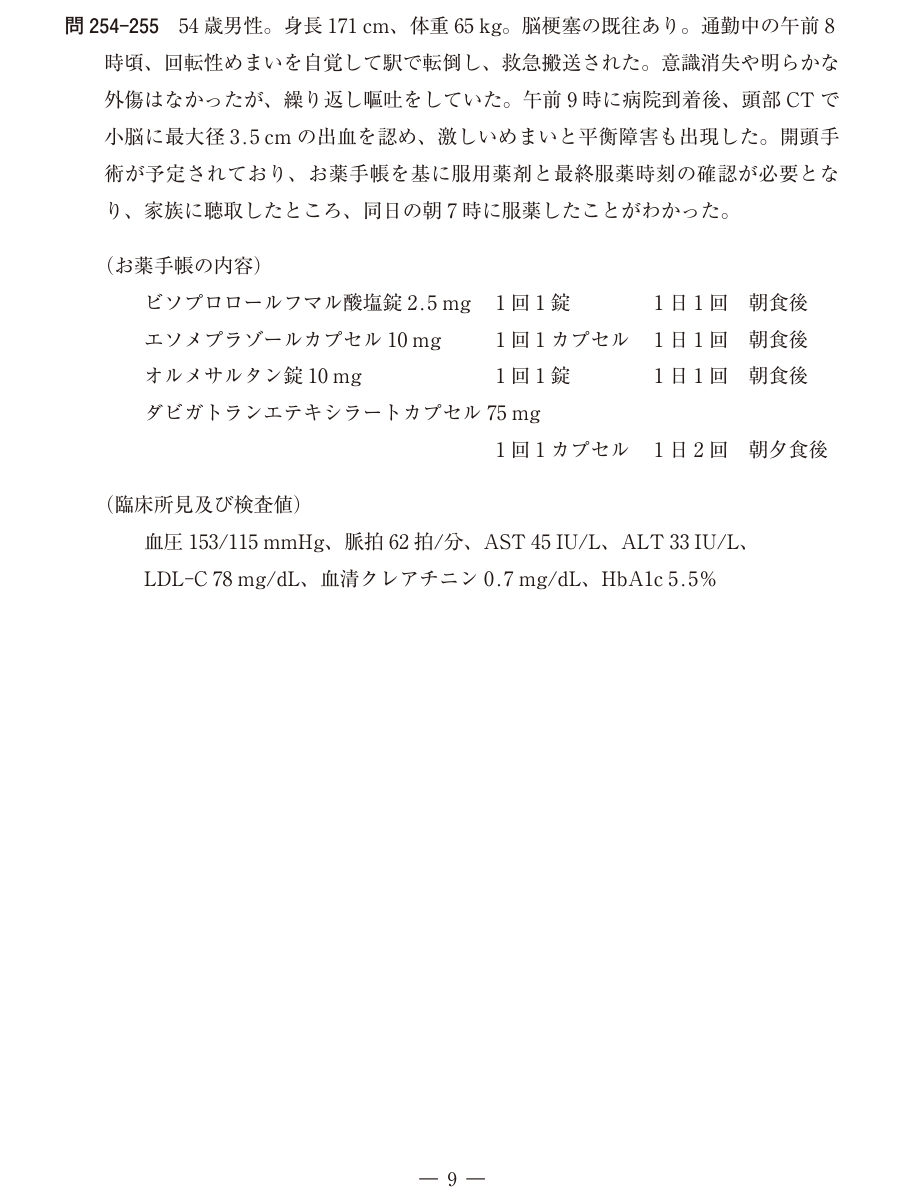 問 254-255 54 歳男性。身長 171 cm、体重 65 kg。脳梗塞の既往あり。通勤中の午前 8
時頃、回転性めまいを自覚して駅で転倒し、救急搬送された。意識消失や明らかな
外傷はなかったが、繰り返し嘔吐をしていた。午前 9 時に病院到着後、頭部 CT で
小脳に最大径 3.5 cm の出血を認め、激しいめまいと平衡障害も出現した。開頭手
術が予定されており、お薬手帳を基に服用薬剤と最終服薬時刻の確認が必要とな
り、家族に聴取したところ、同日の朝 7 時に服薬したことがわかった。
（お薬手帳の内容）
ビソプロロールフマル酸塩錠 2.5 mg 1 回 1 錠 1 日 1 回 朝食後
エソメプラゾールカプセル 10 mg 1 回 1 カプセル 1 日 1 回 朝食後
オルメサルタン錠 10 mg 1 回 1 錠 1 日 1 回 朝食後
ダビガトランエテキシラートカプセル 75 mg
1 回 1 カプセル 1 日 2 回 朝夕食後
（臨床所見及び検査値）
血圧 153/115 mmHg、脈拍 62 拍/分、AST 45 IU/L、ALT 33 IU/L、
LDL-C 78 mg/dL、血清クレアチニン 0.7 mg/dL、HbA1c 5.5%
— 9 —